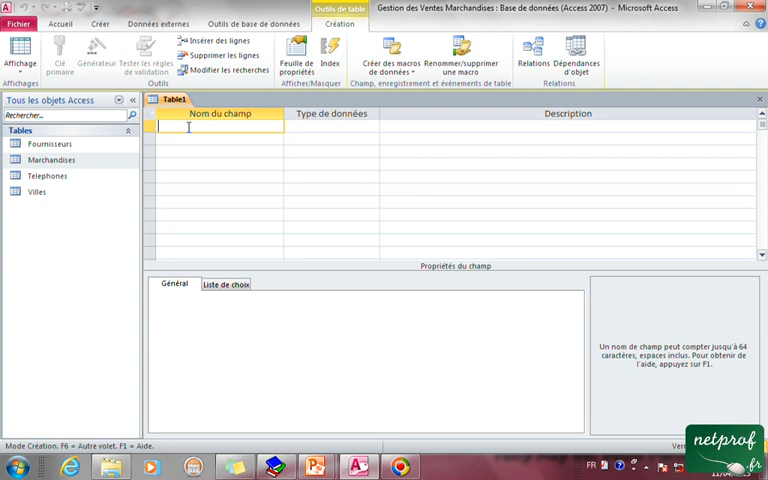 Outils de table
Gestion des Ventes Marchandises : Base de données (Access 2007) - Microsoft Access
Fichier
Accueil
Créer
Données externes
Outils de base de données
Création
Affichage
Clé
primaire
Générateur
Tester les règles
de validation
Insérer des lignes
Supprimer les lignes
Modifier les recherches
Feuille de
propriétés
Index
Créer des macros
de données
Renommer/supprimer
une macro
Relations
Dépendances
d'objet
Affichages
Outils
Afficher/Masquer
Champ, enregistrement et événements de table
Relations
Tous les objets Access
Rechercher...
Tables
Fournisseurs
Marchandises
Telephones
Villes
Table1
Nom du champ
Type de données
Description
Propriétés du champ
Général
Liste de choix
Un nom de champ peut compter jusqu'à 64
caractères, espaces inclus. Pour obtenir de
l'aide, appuyez sur F1.
Mode Création. F6 = Autre volet. F1 = Aide.
FR
netprof
.fr